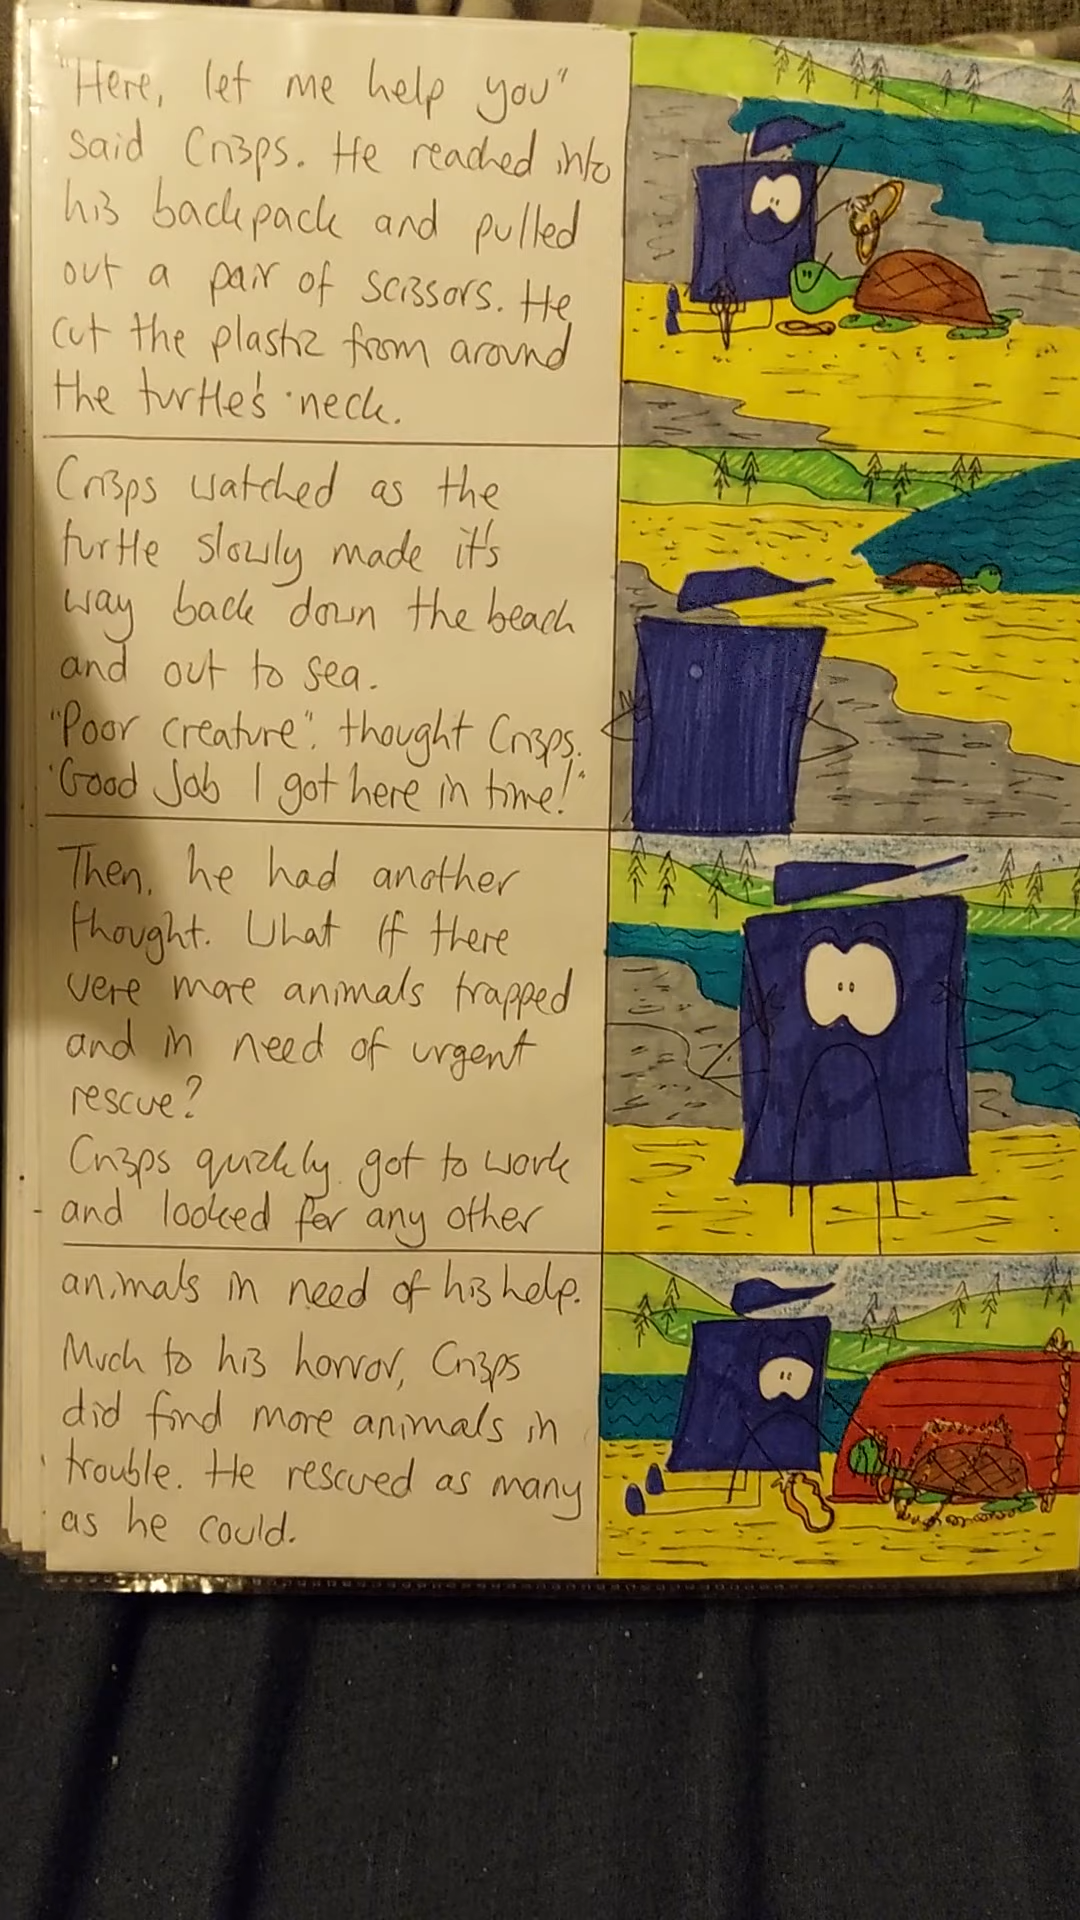 "Here, let me help you"
said Crisps. He reached into
his backpack and pulled
out a pair of scissors. He
cut the plastic from around
the turtle's neck.
Crisps watched as the
turtle slowly made it's
way back down the beach
and out to sea.
"Poor creature". thought Crisps.
"Good Job I got here in time!"
Then, he had another
thought. What if there
were more animals trapped
and in need of urgent
rescue?
Crisps quickly got to work
and looked for any other
animals in need of his help.
Much to his horror, Crisps
did find more animals in
trouble. He rescued as many
as he could.